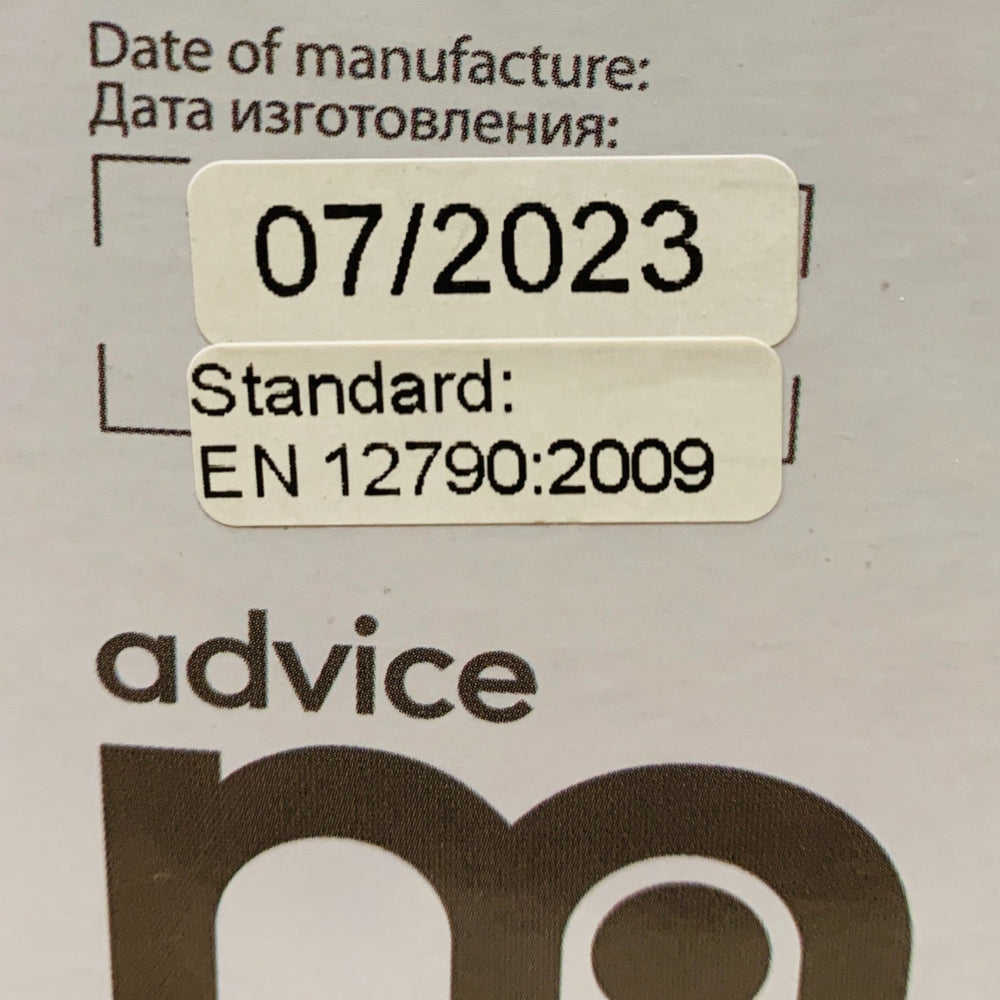 Date of manufacture:
Дата изготовления:
07/2023
Standard:
EN 12790:2009
advice